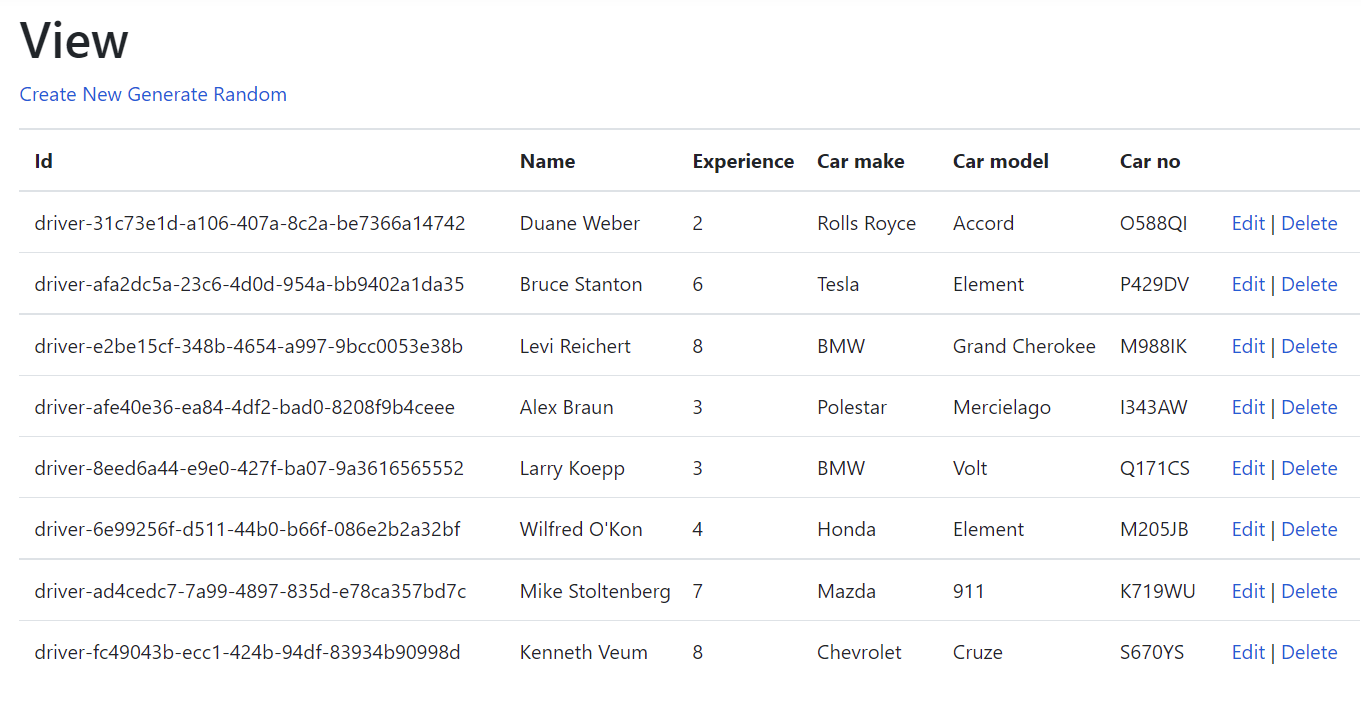 View
Create New Generate Random
Id Name Experience Car make Car model Car no
driver-31c73e1d-a106-407a-8c2a-be7366a14742 Duane Weber 2 Rolls Royce Accord O588QI Edit | Delete
driver-afa2dc5a-23c6-4d0d-954a-bb9402a1da35 Bruce Stanton 6 Tesla Element P429DV Edit | Delete
driver-e2be15cf-348b-4654-a997-9bcc0053e38b Levi Reichert 8 BMW Grand Cherokee M988IK Edit | Delete
driver-afe40e36-ea84-4df2-bad0-8208f9b4ceee Alex Braun 3 Polestar Mercielago I343AW Edit | Delete
driver-8eed6a44-e9e0-427f-ba07-9a3616565552 Larry Koepp 3 BMW Volt Q171CS Edit | Delete
driver-6e99256f-d511-44b0-b66f-086e2b2a32bf Wilfred O'Kon 4 Honda Element M205JB Edit | Delete
driver-ad4cedc7-7a99-4897-835d-e78ca357bd7c Mike Stoltenberg 7 Mazda 911 K719WU Edit | Delete
driver-fc49043b-ecc1-424b-94df-83934b90998d Kenneth Veum 8 Chevrolet Cruze S670YS Edit | Delete